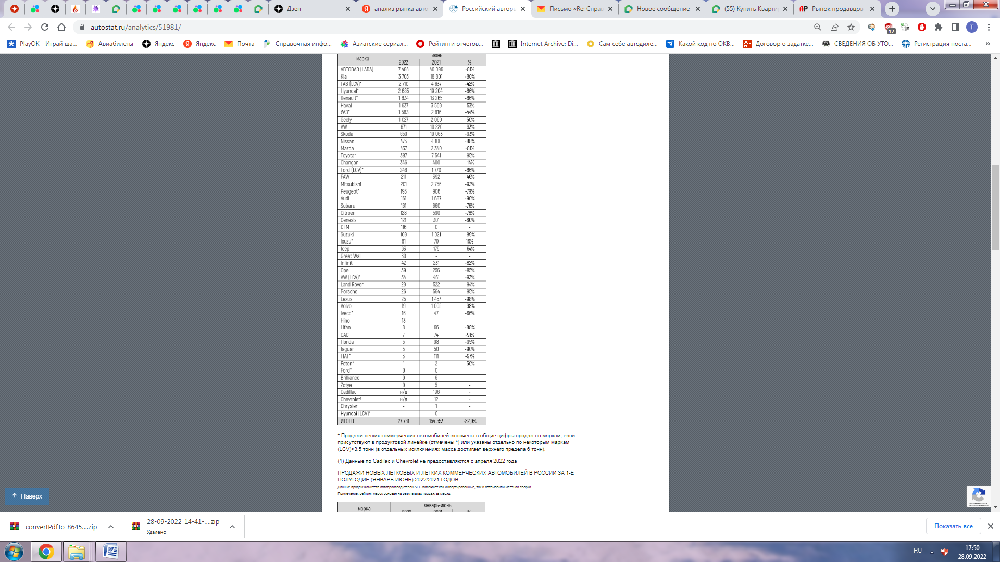 Дзен
анализ рынка авто
Российский авторы
Письмо «Re: Справ
Новое сообщение
(55) Купить Кварти
Рынок продавцов
autostat.ru/analytics/51981/
12
T
PlayOK - Играй ша...
Авиабилеты
Яндекс
Яндекс
Почта
Справочная инфо...
Азиатские сериал...
Рейтинги отчетов...
Internet Archive: Di...
Сам себе автодиле...
Какой код по ОКВ...
Договор о задатке...
СВЕДЕНИЯ ОБ УТО...
Регистрация поста...
марка июнь
2022 2021 %
АВТОВАЗ (LADA) 7 484 40 096 -81%
Kia 3 703 18 801 -80%
ГАЗ (LCV)* 2 710 4 637 -42%
Hyundai* 2 685 19 204 -86%
Renault* 1 834 13 265 -86%
Haval 1 637 3 509 -53%
УАЗ* 1 583 2 816 -44%
Geely 1 027 2 069 -50%
VW 671 10 220 -93%
Skoda 659 10 063 -93%
Nissan 473 4 100 -88%
Mazda 437 2 340 -81%
Toyota* 387 7 541 -95%
Changan 346 400 -14%
Ford (LCV)* 248 1 770 -86%
FAW 211 392 -46%
Mitsubishi 201 2 756 -93%
Peugeot* 193 906 -79%
Audi 161 1 687 -90%
Subaru 161 660 -76%
Citroen 128 590 -78%
Genesis 121 301 -60%
DFM 116 0 -
Suzuki 109 1 021 -89%
Isuzu* 81 70 16%
Jeep 63 175 -64%
Great Wall 60 - -
Infiniti 42 231 -82%
Opel 39 256 -85%
VW (LCV)* 34 461 -93%
Land Rover 29 522 -94%
Porsche 26 564 -95%
Lexus 25 1 457 -98%
Volvo 19 1 005 -98%
Iveco* 16 47 -66%
Hino 13 - -
Lifan 8 66 -88%
GAC 7 74 -91%
Honda 5 98 -95%
Jaguar 5 50 -90%
FIAT* 3 111 -97%
Foton* 1 2 -50%
Ford* 0 0 -
Brilliance 0 6 -
Zotye 0 5 -
Cadillac¹ н/д 196 -
Chevrolet¹ н/д 12 -
Chrysler - 1 -
Hyundai (LCV)* - 0 -
ИТОГО 27 761 154 553 -82,0%
* Продажи легких коммерческих автомобилей включены в общие цифры продаж по маркам, если
присутствуют в продуктовой линейке (отмечены *) или указаны отдельно по некоторым маркам
(LCV)<3,5 тонн (в отдельных исключениях масса достигает верхнего предела 6 тонн).
(1) Данные по Cadilac и Chevrolet не предоставляются с апреля 2022 года
ПРОДАЖИ НОВЫХ ЛЕГКОВЫХ И ЛЕГКИХ КОММЕРЧЕСКИХ АВТОМОБИЛЕЙ В РОССИИ ЗА 1-Е
ПОЛУГОДИЕ (ЯНВАРЬ-ИЮНЬ) 2022/2021 ГОДОВ
Данные продаж Комитета автопроизводителей АЕБ включают как импортированные, так и автомобили местной сборки.
Примечание: рейтинг марок основан на результатах продаж за месяц.
марка январь-июнь
Наверх
convertPdfTo_8645....zip
28-09-2022_14-41-....zip
Удалено
Показать все
RU
17:50
28.09.2022